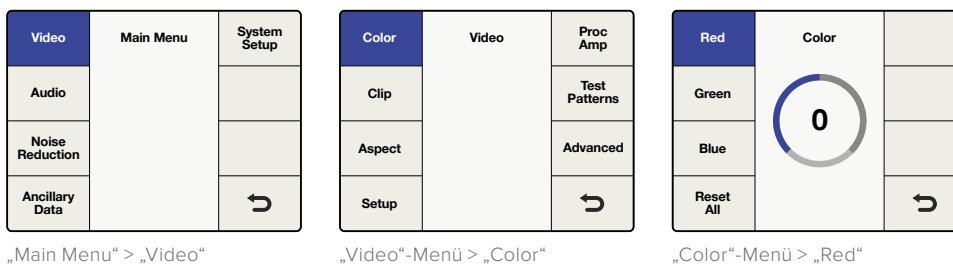 Video
Main Menu
System
Setup
Audio
Noise
Reduction
Ancillary
Data
„Main Menu“ > „Video“
Color
Video
Proc
Amp
Clip
Test
Patterns
Aspect
Advanced
Setup
„Video“-Menü > „Color“
Red
Color
Green
0
Blue
Reset
All
„Color“-Menü > „Red“